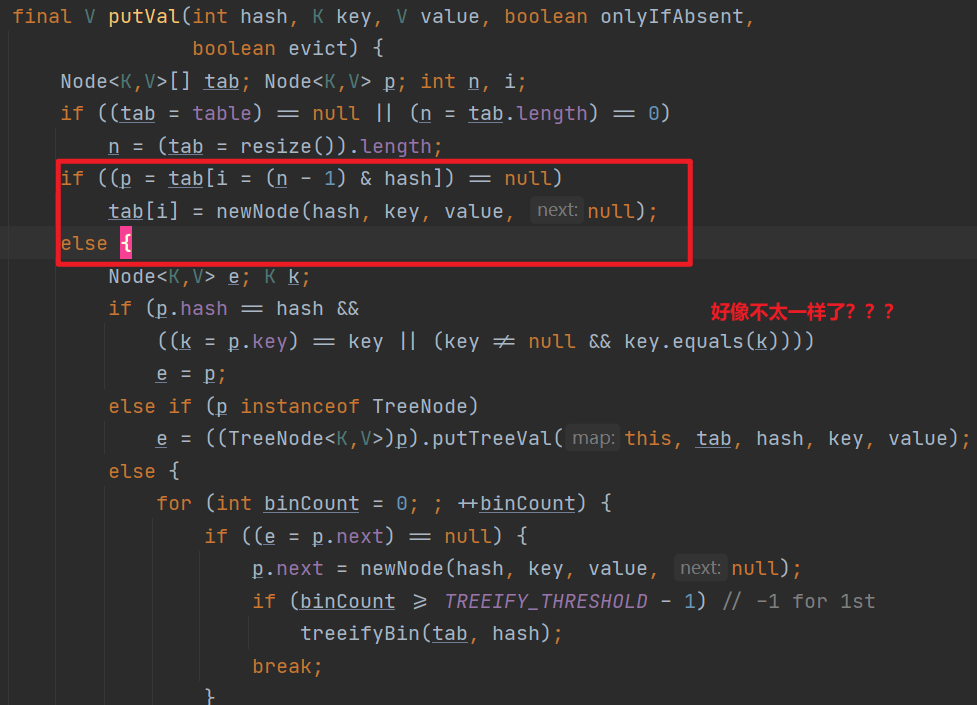 final V putVal(int hash, K key, V value, boolean onlyIfAbsent,
boolean evict) {
Node<K,V>[] tab; Node<K,V> p; int n, i;
if ((tab = table) == null || (n = tab.length) == 0)
n = (tab = resize()).length;
if ((p = tab[i = (n - 1) & hash]) == null)
tab[i] = newNode(hash, key, value, next: null);
else {
Node<K,V> e; K k;
if (p.hash == hash &&
好像不太一样了？？？
((k = p.key) == key || (key != null && key.equals(k))))
e = p;
else if (p instanceof TreeNode)
e = ((TreeNode<K,V>)p).putTreeVal( map: this, tab, hash, key, value);
else {
for (int binCount = 0; ; ++binCount) {
if ((e = p.next) == null) {
p.next = newNode(hash, key, value, next: null);
if (binCount >= TREEIFY_THRESHOLD - 1) // -1 for 1st
treeifyBin(tab, hash);
break;
}